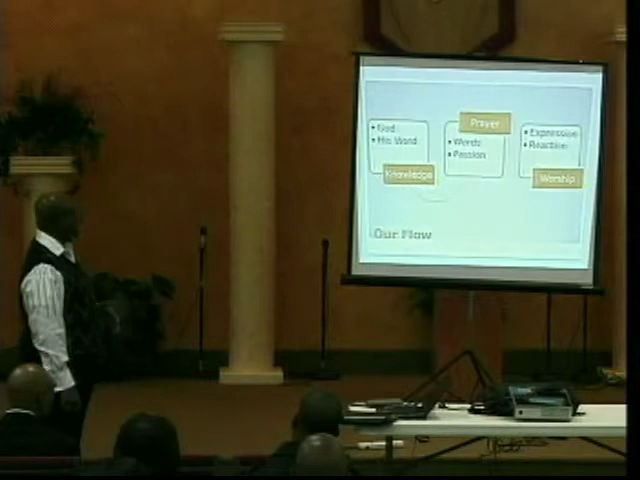 • God
• His Word
Knowledge
Prayer
• Words
• Passion
• Expression
• Reaction
Worship
Our Flow